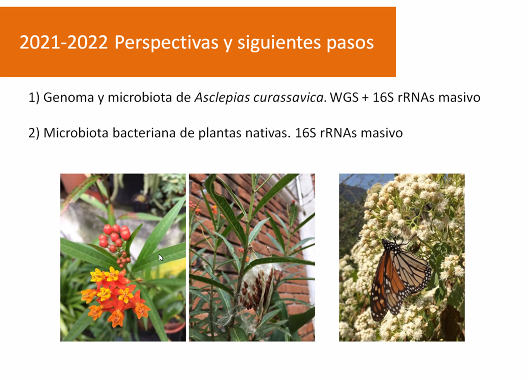 2021-2022 Perspectivas y siguientes pasos
1) Genoma y microbiota de Asclepias curassavica. WGS + 16S rRNAs masivo
2) Microbiota bacteriana de plantas nativas. 16S rRNAs masivo